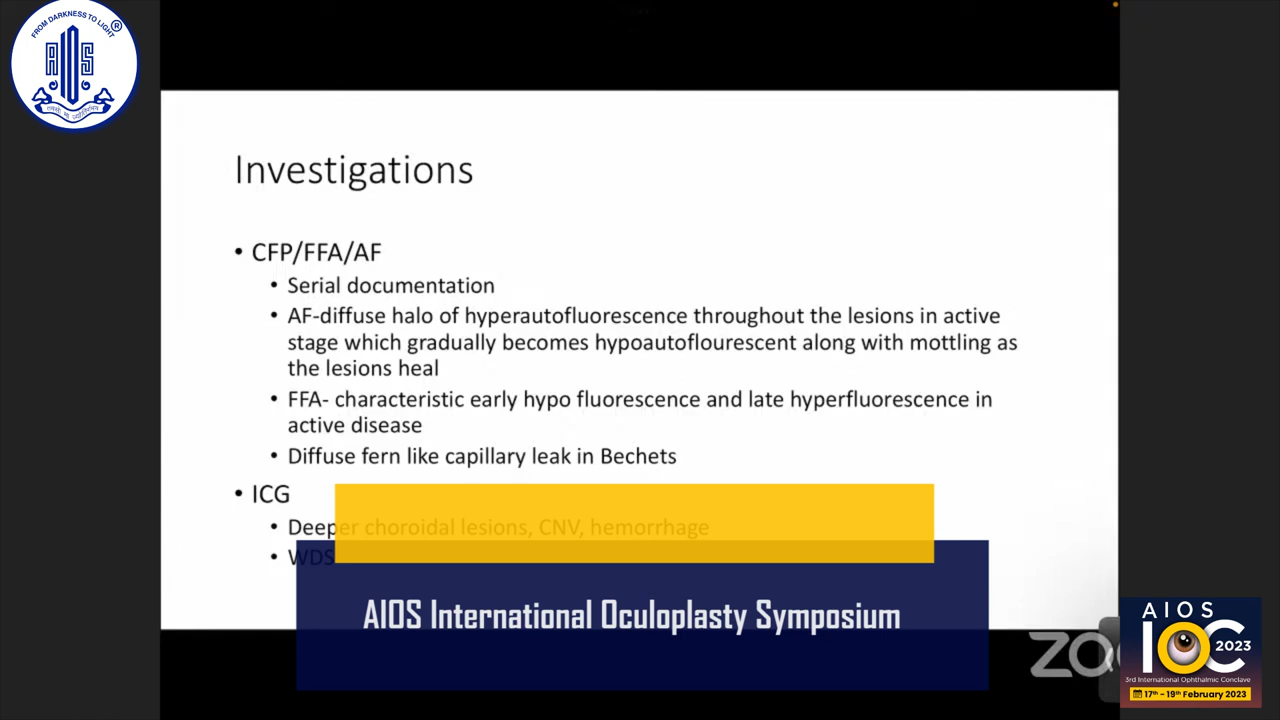 FROM DARKNESS TO LIGHT
®
AIOS
Investigations
• CFP/FFA/AF
• Serial documentation
• AF-diffuse halo of hyperautofluorescence throughout the lesions in active
stage which gradually becomes hypoautoflourescent along with mottling as
the lesions heal
• FFA- characteristic early hypo fluorescence and late hyperfluorescence in
active disease
• Diffuse fern like capillary leak in Bechets
• ICG
• Deeper choroidal lesions, CNV, hemorrhage
• WDS
AIOS International Oculoplasty Symposium
AIOS
IOC 2023
3rd International Ophthalmic Conclave
17th - 19th February 2023